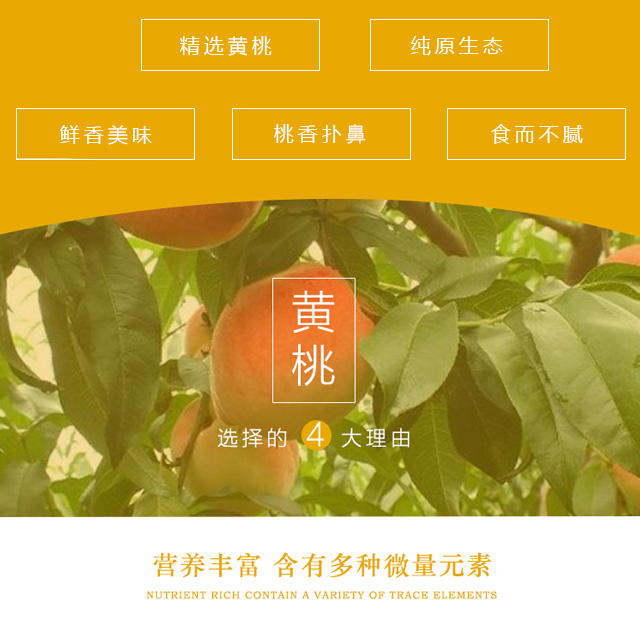 精选黄桃
纯原生态
鲜香美味
桃香扑鼻
食而不腻
黄
桃
选择的 4 大理由
营养丰富 含有多种微量元素
NUTRIENT RICH CONTAIN A VARIETY OF TRACE ELEMENTS